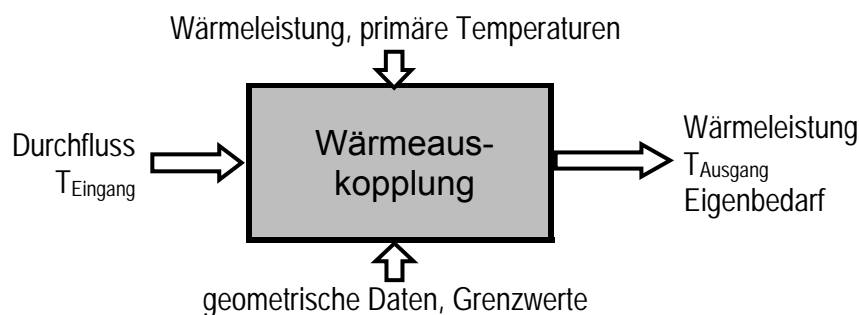 Wärmeleistung, primäre Temperaturen
Durchfluss
TEingang
Wärmeaus-
kopplung
Wärmeleistung
TAusgang
Eigenbedarf
geometrische Daten, Grenzwerte